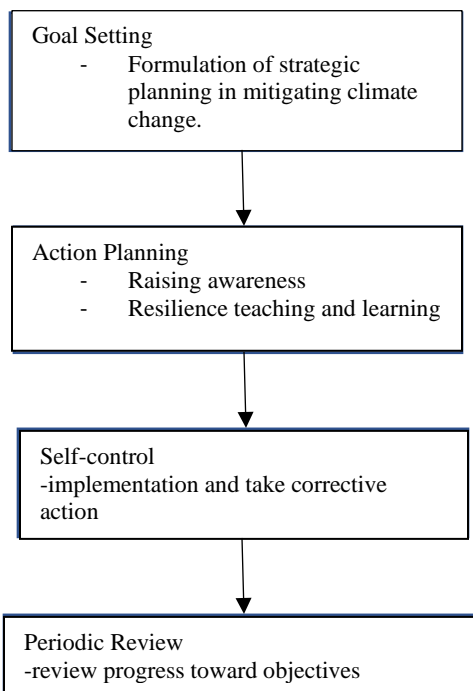 Goal Setting
- Formulation of strategic
planning in mitigating climate
change.
Action Planning
- Raising awareness
- Resilience teaching and learning
Self-control
-implementation and take corrective
action
Periodic Review
-review progress toward objectives